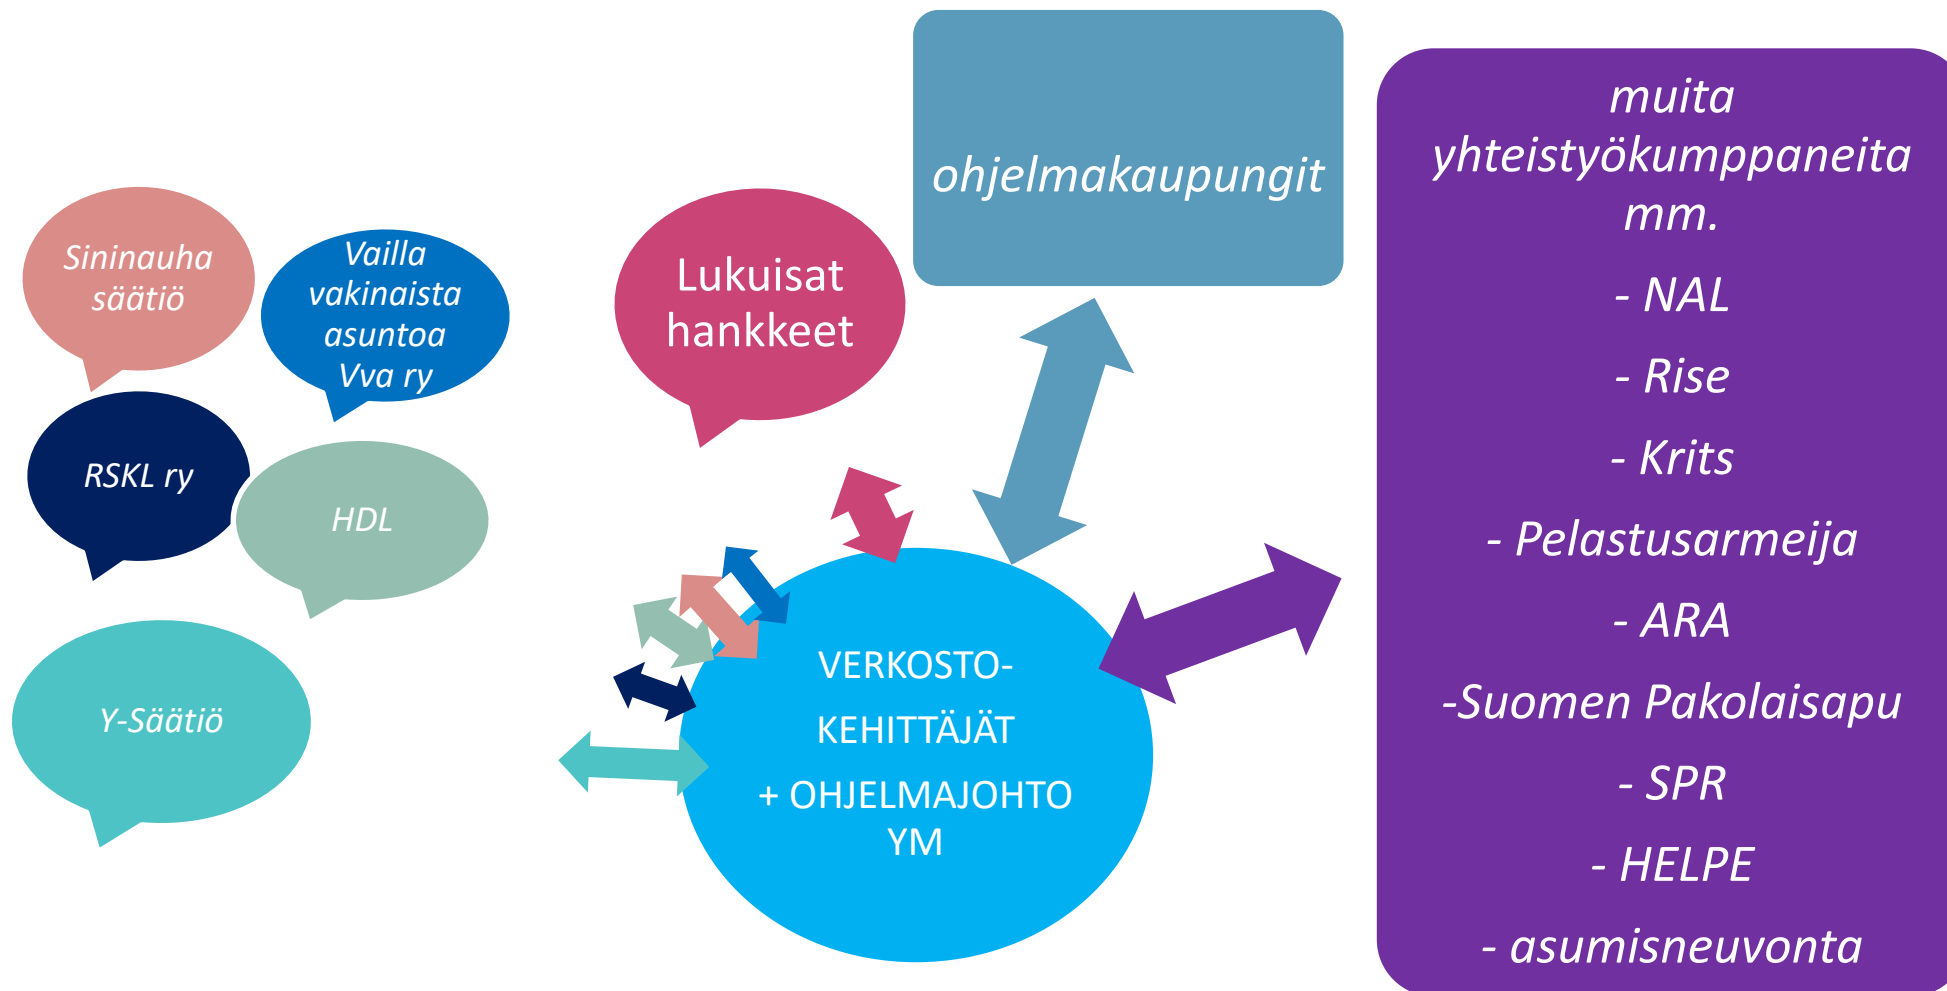 Sininauha
säätiö
Vailla
vakinaista
asuntoa
Vva ry
RSKL ry
HDL
Y-Säätiö
Lukuisat
hankkeet
ohjelmakaupungit
VERKOSTO-
KEHITTÄJÄT
+ OHJELMAJOHTO
YM
muita
yhteistyökumppaneita
mm.
- NAL
- Rise
- Krits
- Pelastusarmeija
- ARA
-Suomen Pakolaisapu
- SPR
- HELPE
- asumisneuvonta